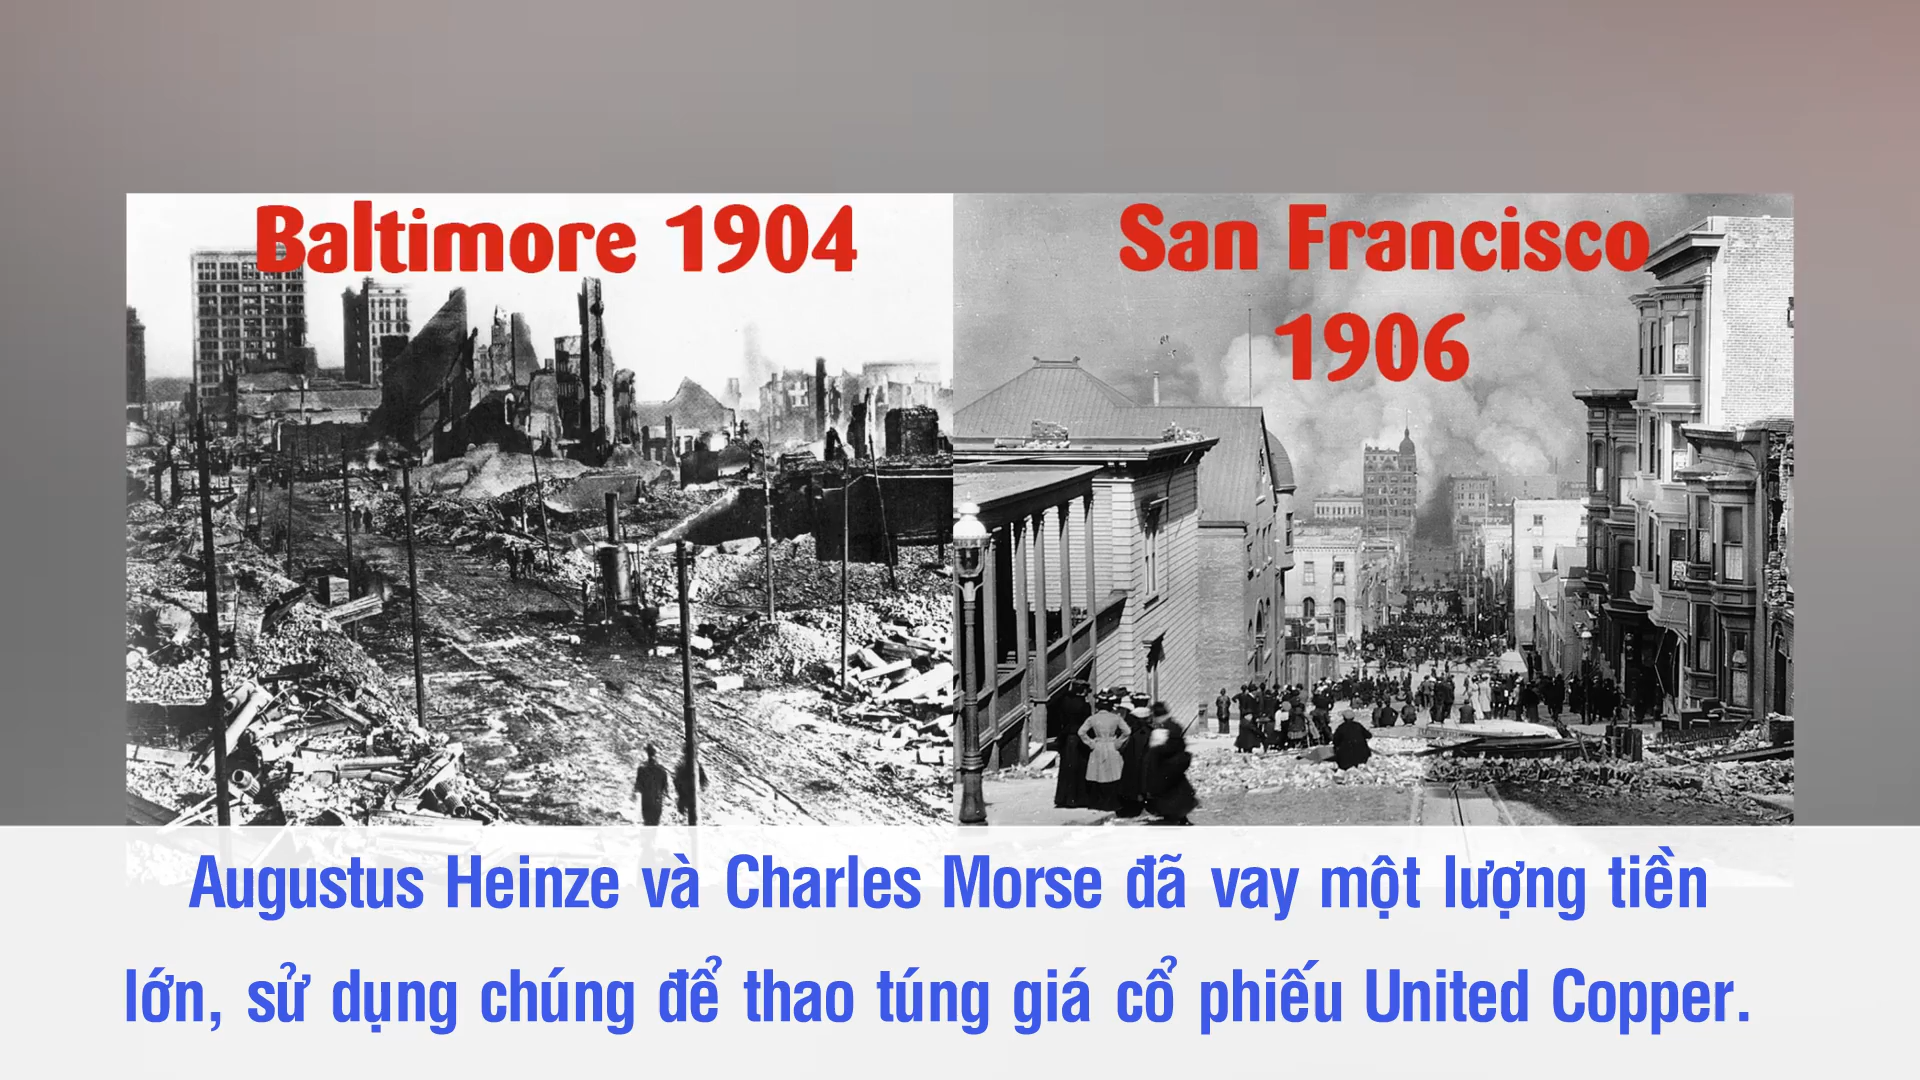 Baltimore 1904
San Francisco
1906
Augustus Heinze và Charles Morse đã vay một lượng tiền
lớn, sử dụng chúng để thao túng giá cổ phiếu United Copper.